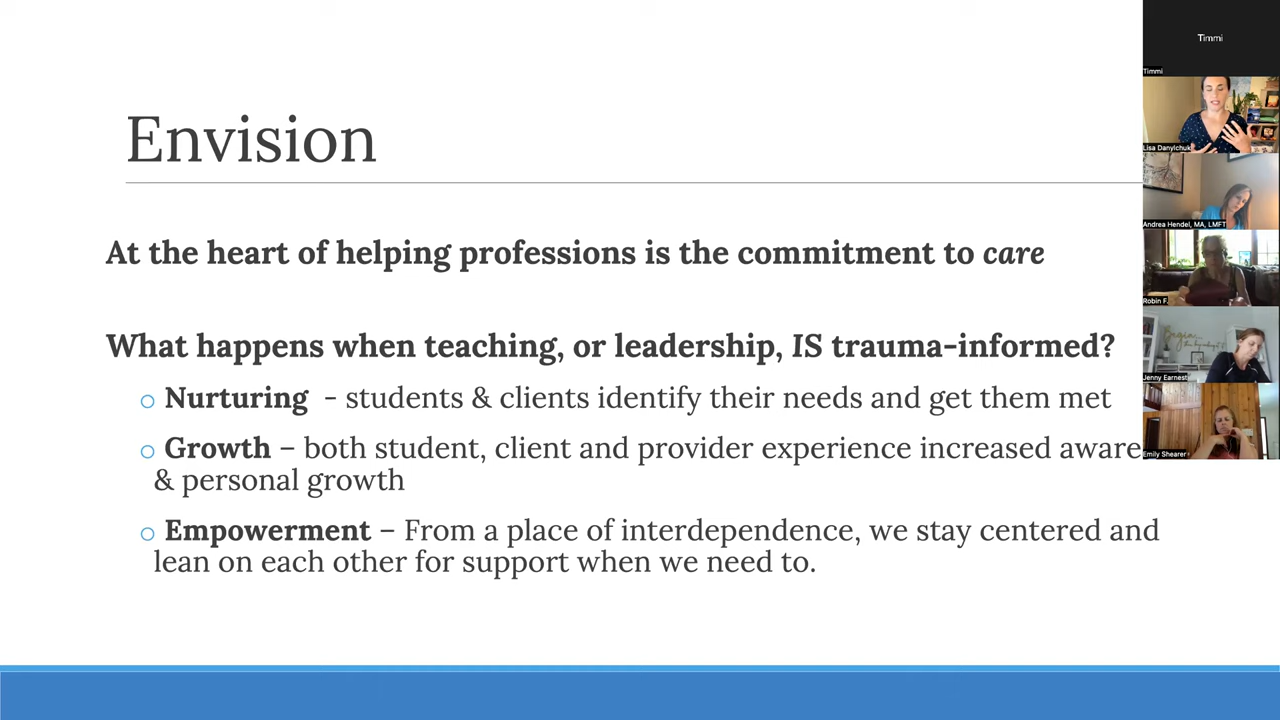 Envision
At the heart of helping professions is the commitment to care
What happens when teaching, or leadership, IS trauma-informed?
Nurturing - students & clients identify their needs and get them met
Growth – both student, client and provider experience increased aware
& personal growth
Empowerment – From a place of interdependence, we stay centered and
lean on each other for support when we need to.
Timmi
Timmi
Lisa Danylchuk
Andrea Hendel, MA, LMFT
Robin F.
Begin...
Jenny Earnest
Emily Shearer